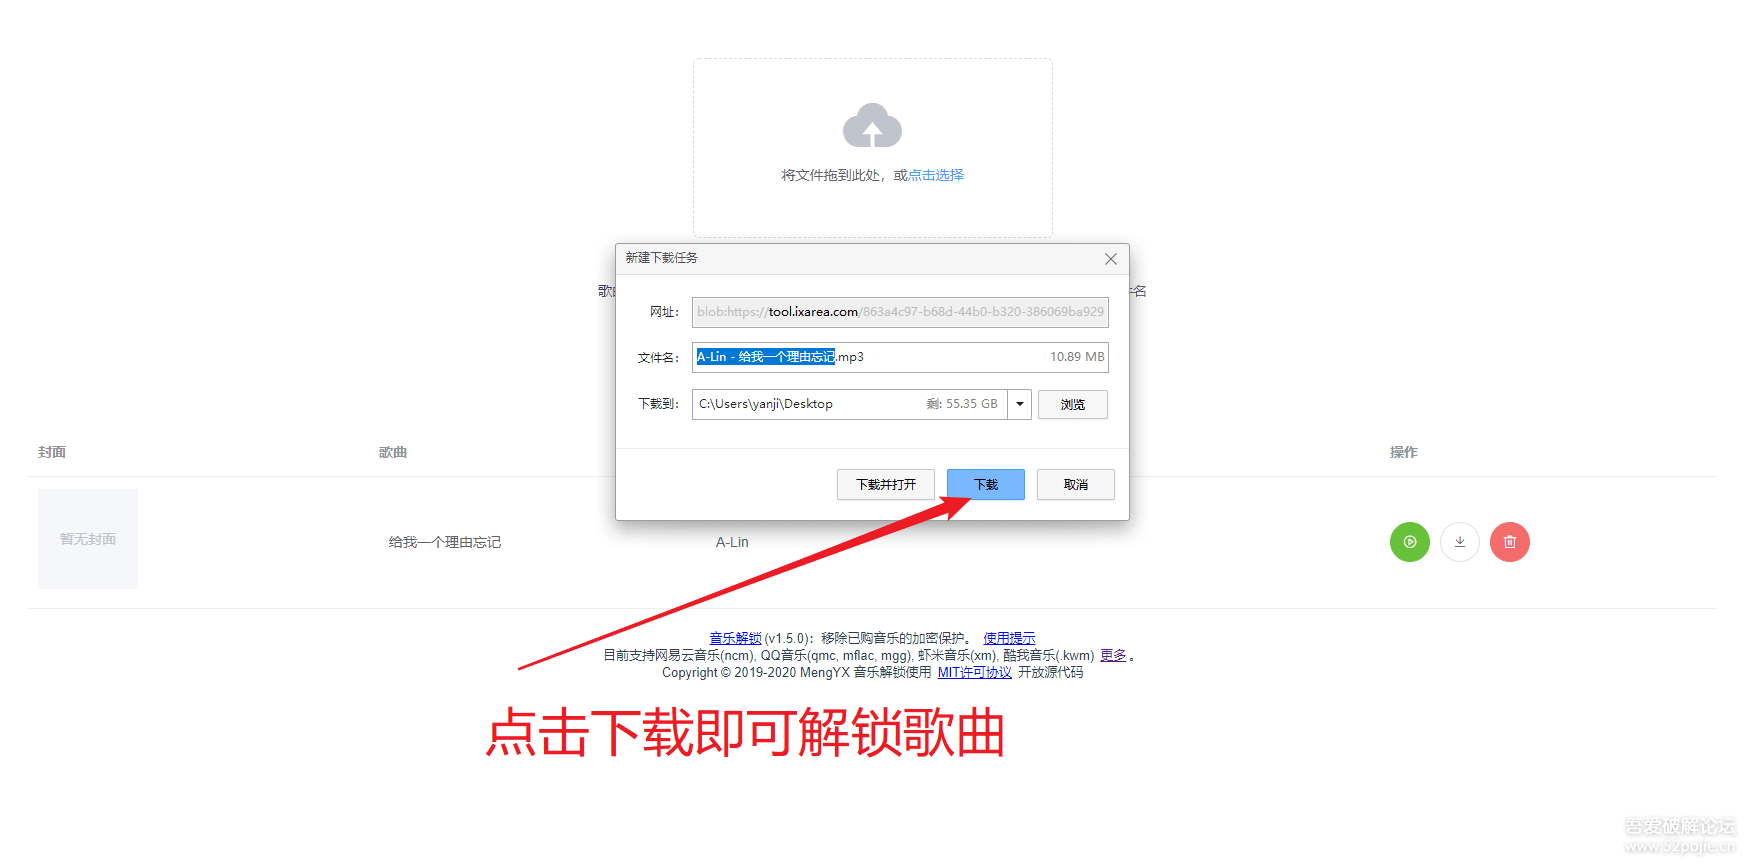 将文件拖到此处，或点击选择
新建下载任务
歌
件名
网址：
blob:https://tool.ixarea.com/863a4c97-b68d-44b0-b320-386069ba929
文件名：
A-Lin - 给我一个理由忘记.mp3
10.89 MB
下载到：
C:\Users\yanji\Desktop
剩: 55.35 GB
浏览
下载并打开
下载
取消
封面
歌曲
操作
暂无封面
给我一个理由忘记
A-Lin
音乐解锁(v1.5.0)：移除已购音乐的加密保护。 使用提示
目前支持网易云音乐(ncm), QQ音乐(qmc, mflac, mgg), 虾米音乐(xm), 酷我音乐(.kwm) 更多 。
Copyright © 2019-2020 MengYX 音乐解锁使用 MIT许可协议 开放源代码
点击下载即可解锁歌曲
吾爱破解论坛
www.52pojie.cn